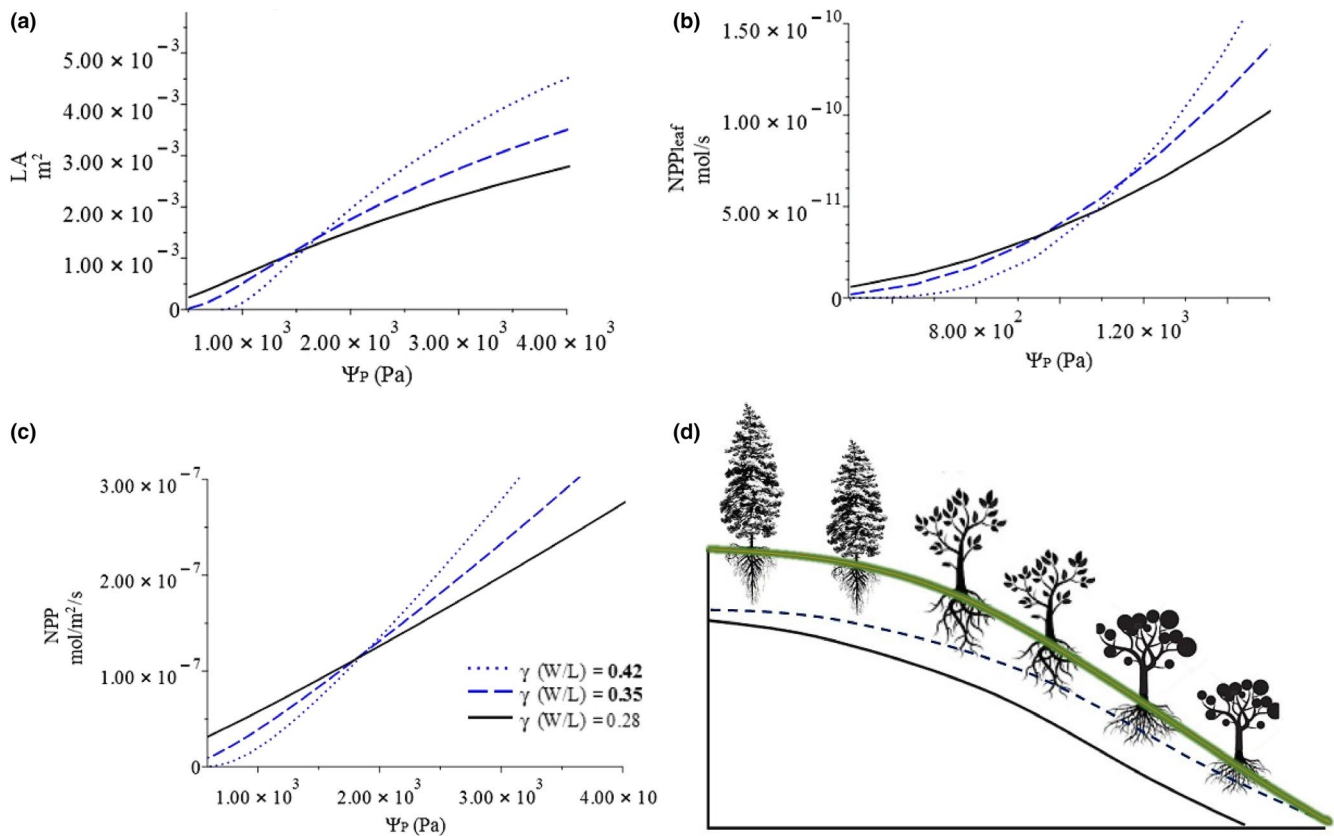 (a)
5.00 × 10⁻³
4.00 × 10⁻³
3.00 × 10⁻³
2.00 × 10⁻³
1.00 × 10⁻³
0
LA
m²
1.00 × 10³ 2.00 × 10³ 3.00 × 10³ 4.00 × 10³
ΨP (Pa)
(b)
1.50 × 10⁻¹⁰
1.00 × 10⁻¹⁰
5.00 × 10⁻¹¹
0
NPPleaf
mol/s
8.00 × 10² 1.20 × 10³
ΨP (Pa)
(c)
3.00 × 10⁻⁷
2.00 × 10⁻⁷
1.00 × 10⁻⁷
0
NPP
mol/m²/s
γ (W/L) = 0.42
γ (W/L) = 0.35
γ (W/L) = 0.28
1.00 × 10³ 2.00 × 10³ 3.00 × 10³ 4.00 × 10
ΨP (Pa)
(d)